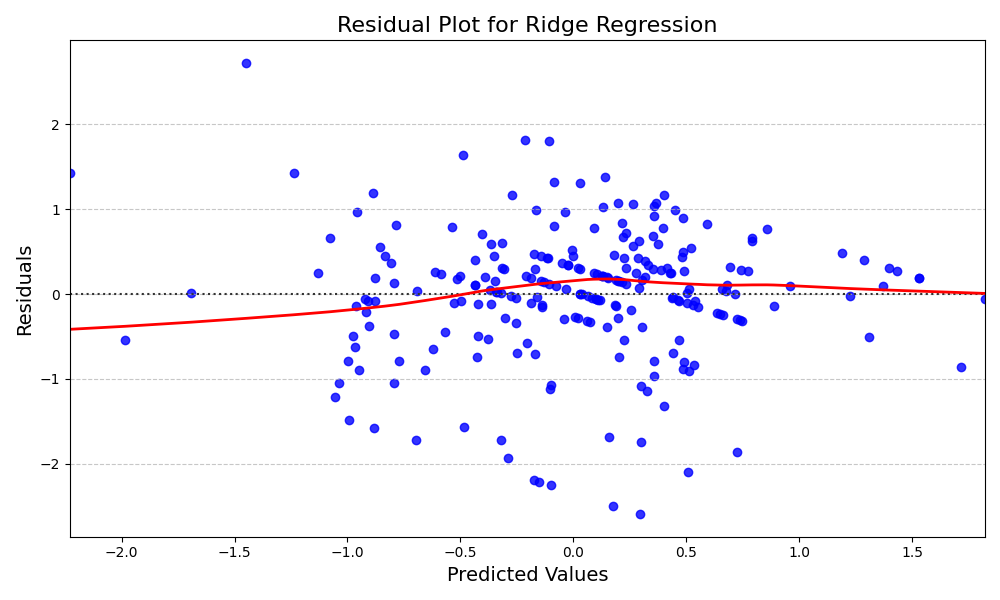 Residual Plot for Ridge Regression
Residuals
2
1
0
−1
−2
−2.0 −1.5 −1.0 −0.5 0.0 0.5 1.0 1.5
Predicted Values